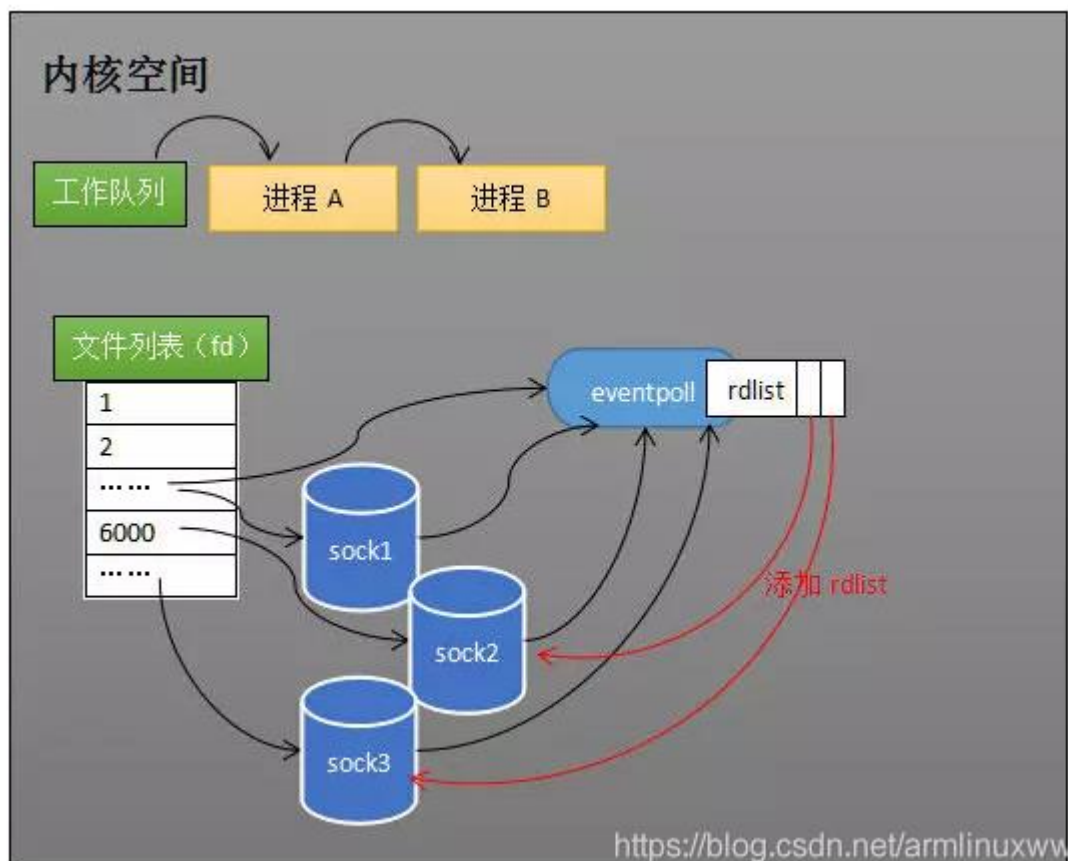 内核空间
工作队列
进程 A
进程 B
文件列表（fd）
1
2
……
6000
……
eventpoll
rdlist
sock1
添加 rdlist
sock2
sock3
https://blog.csdn.net/armlinuxww